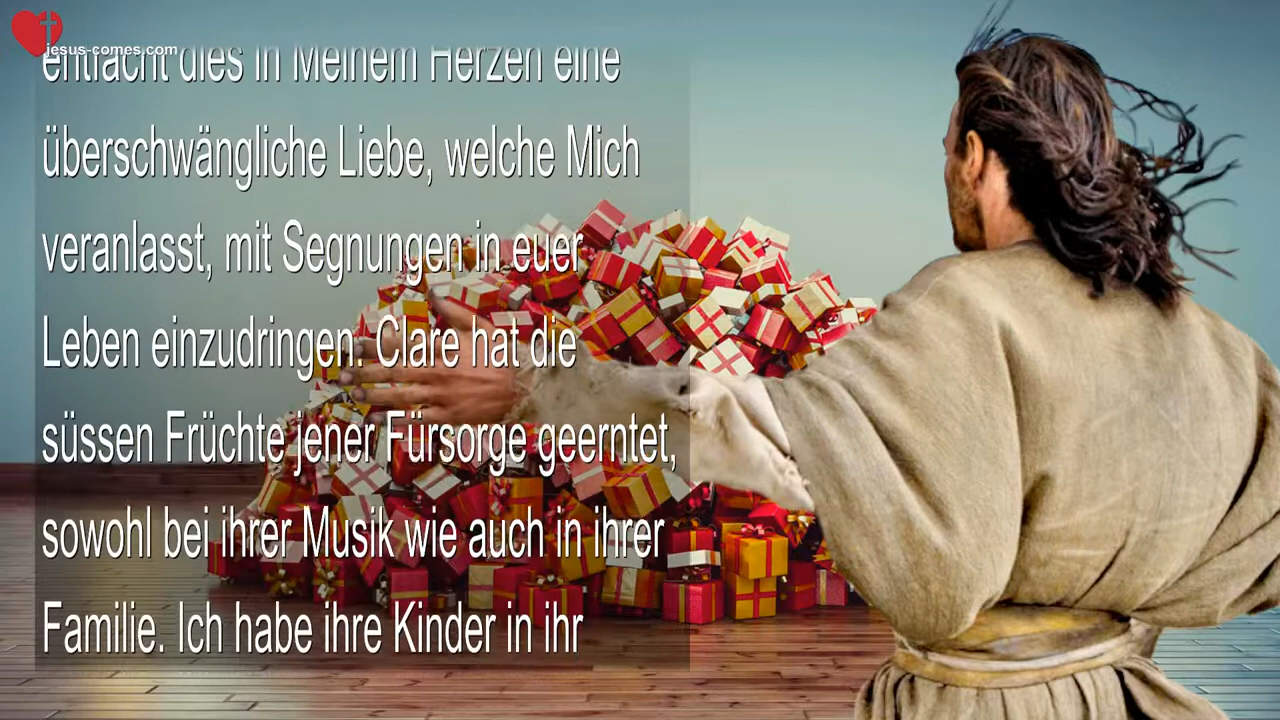 jesus-comes.com
entfacht dies in Meinem Herzen eine
überschwängliche Liebe, welche Mich
veranlasst, mit Segnungen in euer
Leben einzudringen. Clare hat die
süssen Früchte jener Fürsorge geerntet,
sowohl bei ihrer Musik wie auch in ihrer
Familie. Ich habe ihre Kinder in ihr